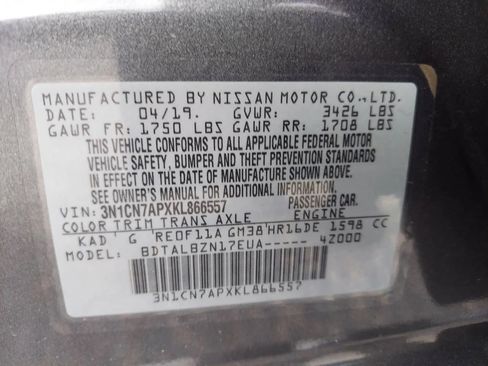 MANUFACTURED BY NISSAN MOTOR CO., LTD.
DATE: 04/19. GVWR: 3426 LBS
GAWR FR: 1750 LBS GAWR RR: 1708 LBS
THIS VEHICLE CONFORMS TO ALL APPLICABLE FEDERAL MOTOR
VEHICLE SAFETY, BUMPER AND THEFT PREVENTION STANDARDS
IN EFFECT ON THE DATE OF MANUFACTURE SHOWN ABOVE.
SEE OWNER'S MANUAL FOR ADDITIONAL INFORMATION
VIN: 3N1CN7APXKL866557 PASSENGER CAR.
COLOR TRIM TRANS AXLE ENGINE
KAD G RE0F11A GM38 HR16DE 1598 CC
MODEL: BDTALBZN17EUA----- 4Z000
3N1CN7APXKL866557